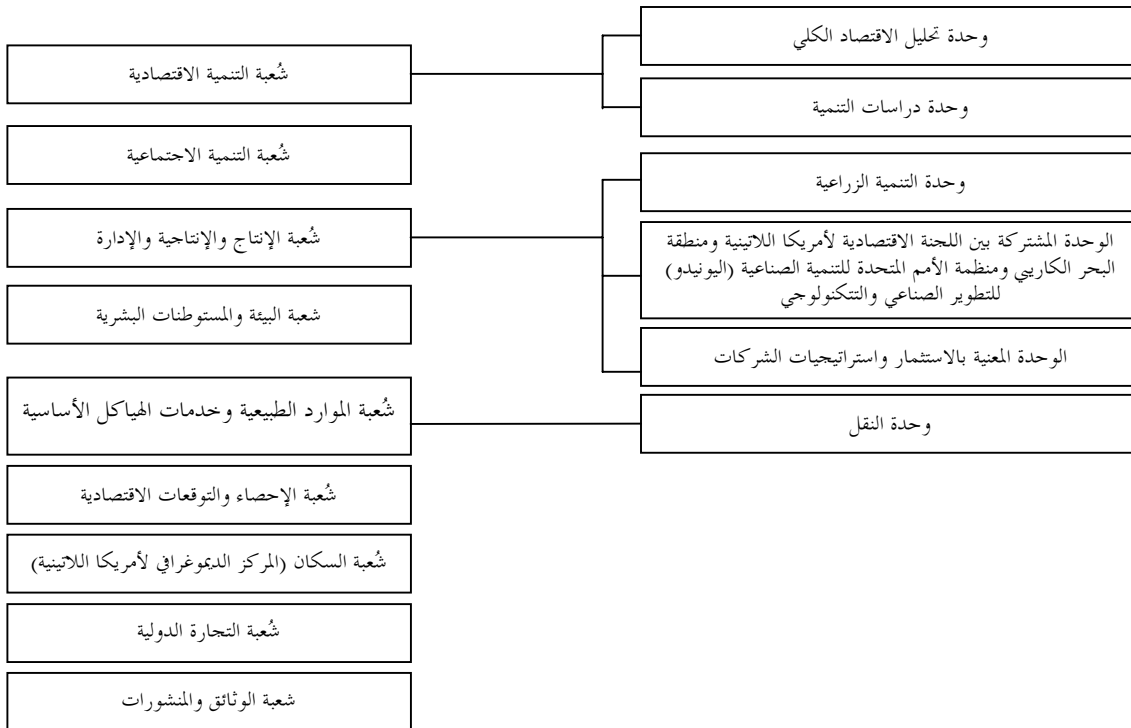 شُعبة التنمية الاقتصادية
وحدة تحليل الاقتصاد الكلي
وحدة دراسات التنمية
شُعبة التنمية الاجتماعية
شُعبة الإنتاج والإنتاجية والإدارة
وحدة التنمية الزراعية
الوحدة المشتركة بين اللجنة الاقتصادية لأمريكا اللاتينية ومنطقة
البحر الكاريبي ومنظمة الأمم المتحدة للتنمية الصناعية (اليونيدو)
للتطوير الصناعي والتتكنولوجي
الوحدة المعنية بالاستثمار واستراتيجيات الشركات
شعبة البيئة والمستوطنات البشرية
شُعبة الموارد الطبيعية وخدمات الهياكل الأساسية
وحدة النقل
شُعبة الإحصاء والتوقعات الاقتصادية
شُعبة السكان (المركز الديموغرافي لأمريكا اللاتينية)
شُعبة التجارة الدولية
شعبة الوثائق والمنشورات